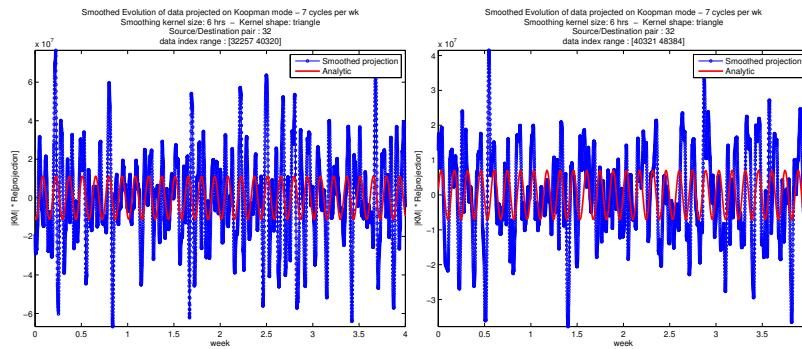 Smoothed Evolution of data projected on Koopman mode – 7 cycles per wk
Smoothing kernel size: 6 hrs – Kernel shape: triangle
Source/Destination pair : 32
data index range : [32257 40320]
x 10^7
Smoothed projection
Analytic
6
4
2
0
−2
−4
−6
|KM| * Re[projection]
0 0.5 1 1.5 2 2.5 3 3.5 4
week
Smoothed Evolution of data projected on Koopman mode – 7 cycles per wk
Smoothing kernel size: 6 hrs – Kernel shape: triangle
Source/Destination pair : 32
data index range : [40321 48384]
x 10^7
Smoothed projection
Analytic
4
3
2
1
0
−1
−2
−3
|KM| * Re[projection]
0 0.5 1 1.5 2 2.5 3 3.5
week